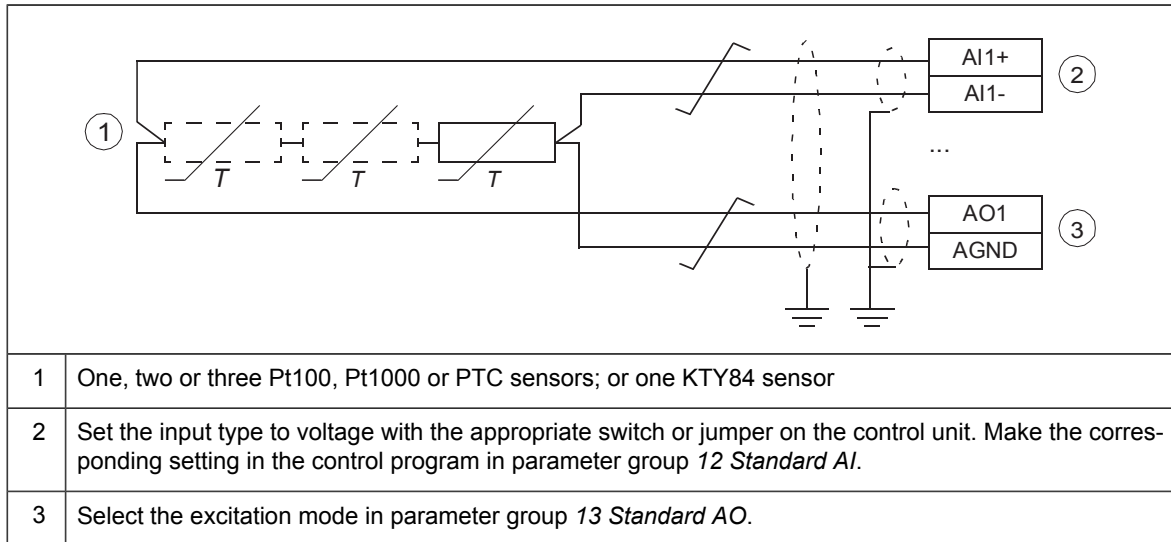 AI1+
2
AI1-
1
...
T T T
AO1
3
AGND
1 One, two or three Pt100, Pt1000 or PTC sensors; or one KTY84 sensor
2 Set the input type to voltage with the appropriate switch or jumper on the control unit. Make the corres-
ponding setting in the control program in parameter group 12 Standard AI.
3 Select the excitation mode in parameter group 13 Standard AO.